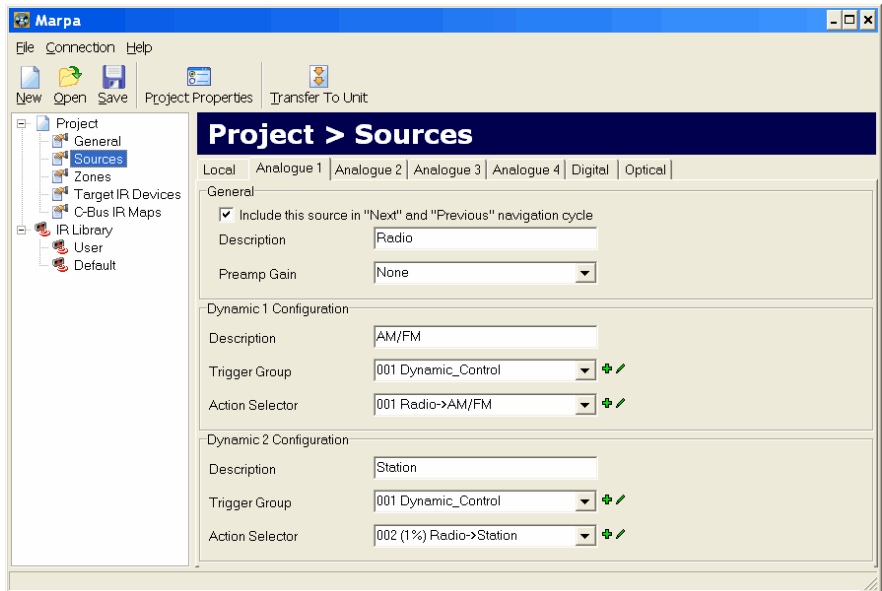 Marpa
File Connection Help
New Open Save Project Properties Transfer To Unit
Project
General
Sources
Zones
Target IR Devices
C-Bus IR Maps
IR Library
User
Default
Project > Sources
Local Analogue 1 Analogue 2 Analogue 3 Analogue 4 Digital Optical
General
Include this source in "Next" and "Previous" navigation cycle
Description Radio
Preamp Gain None
Dynamic 1 Configuration
Description AM/FM
Trigger Group 001 Dynamic_Control
Action Selector 001 Radio->AM/FM
Dynamic 2 Configuration
Description Station
Trigger Group 001 Dynamic_Control
Action Selector 002 (1%) Radio->Station